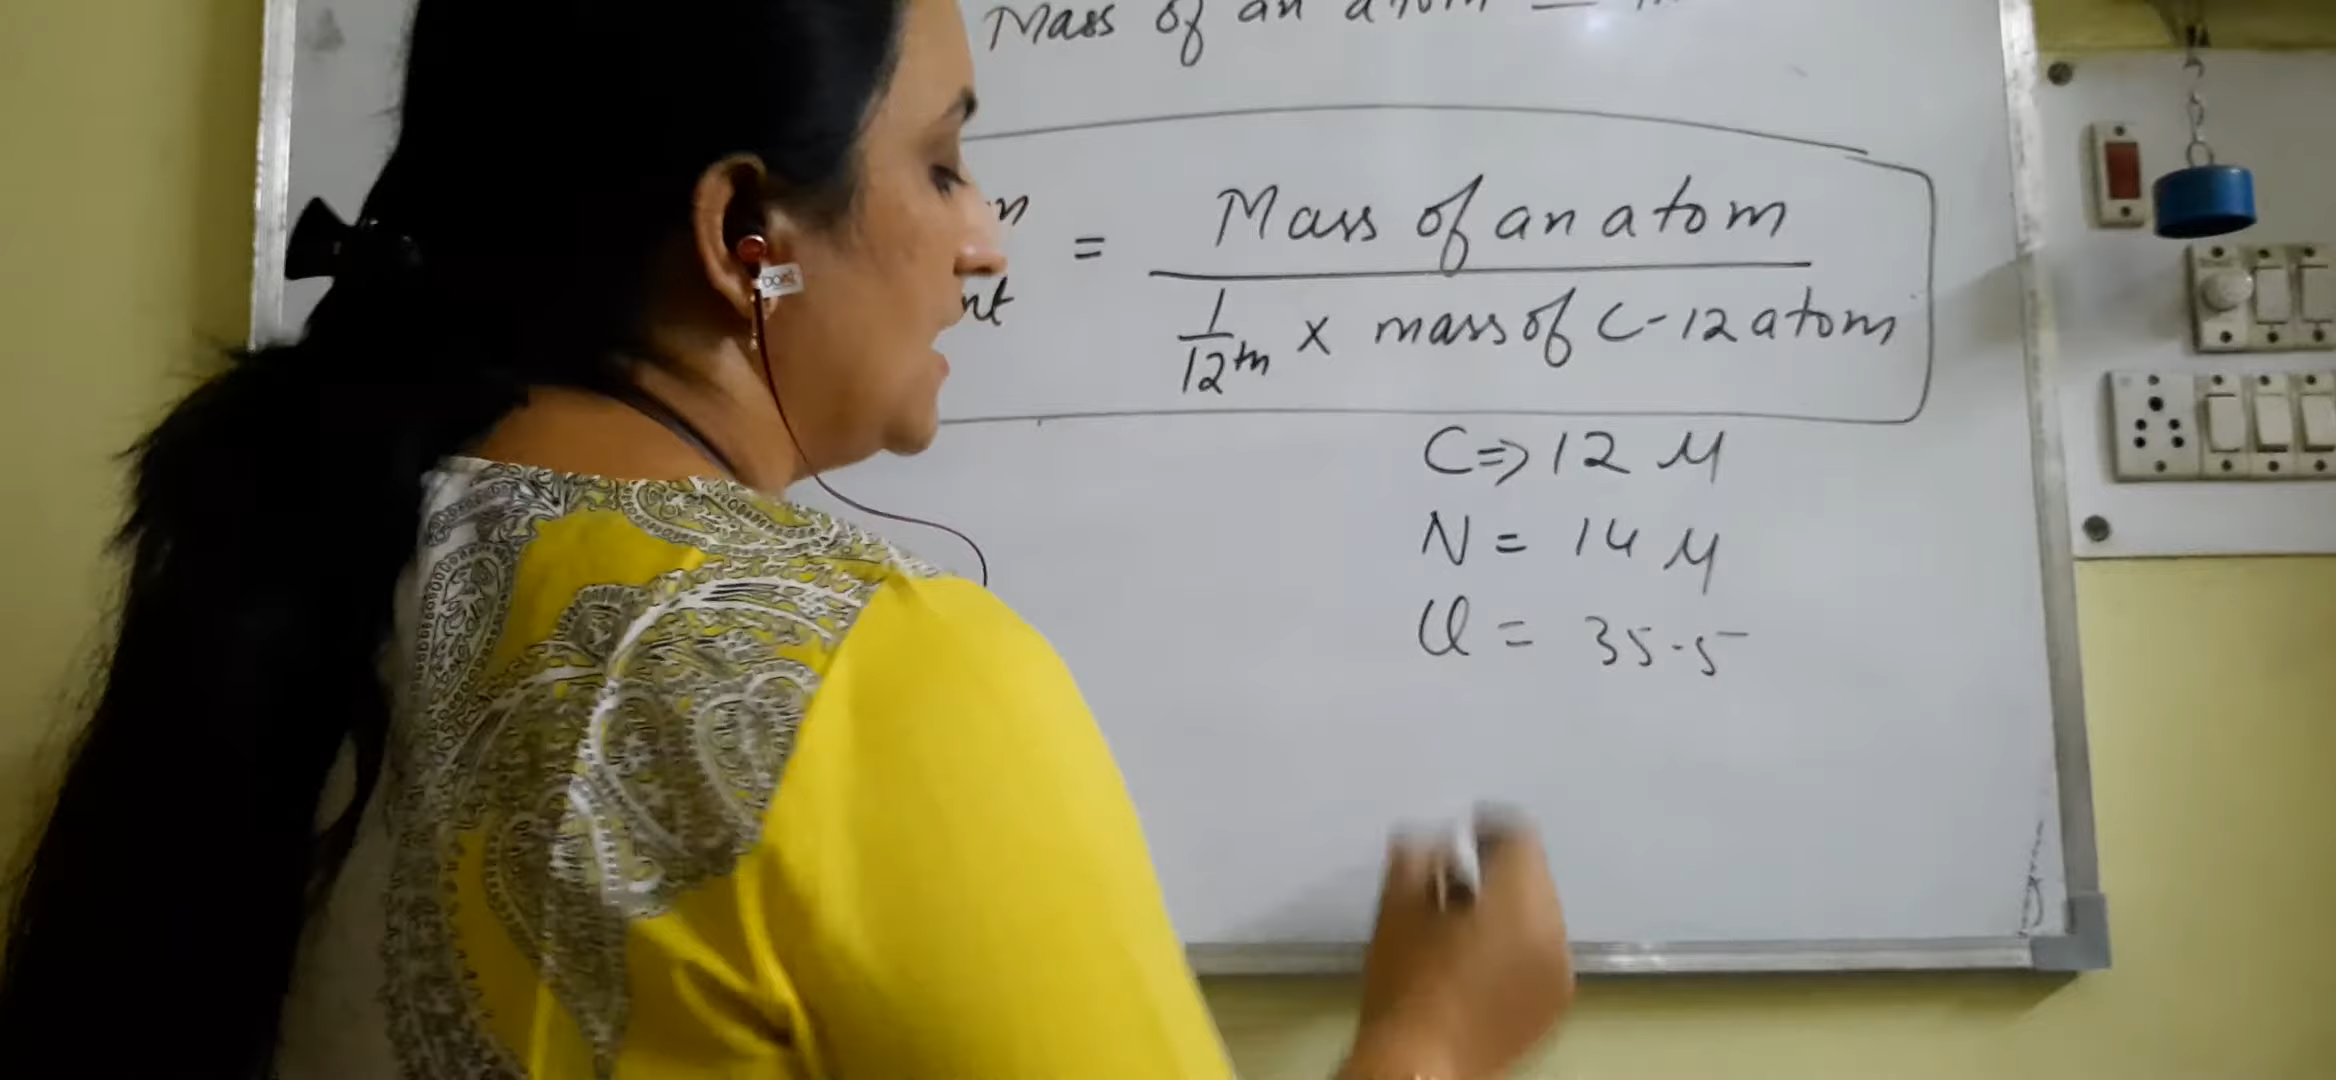 Mass of an atom =
= Mass of an atom
1/12th x mass of C-12 atom
C => 12 u
N = 14 u
Cl = 35.5
boat